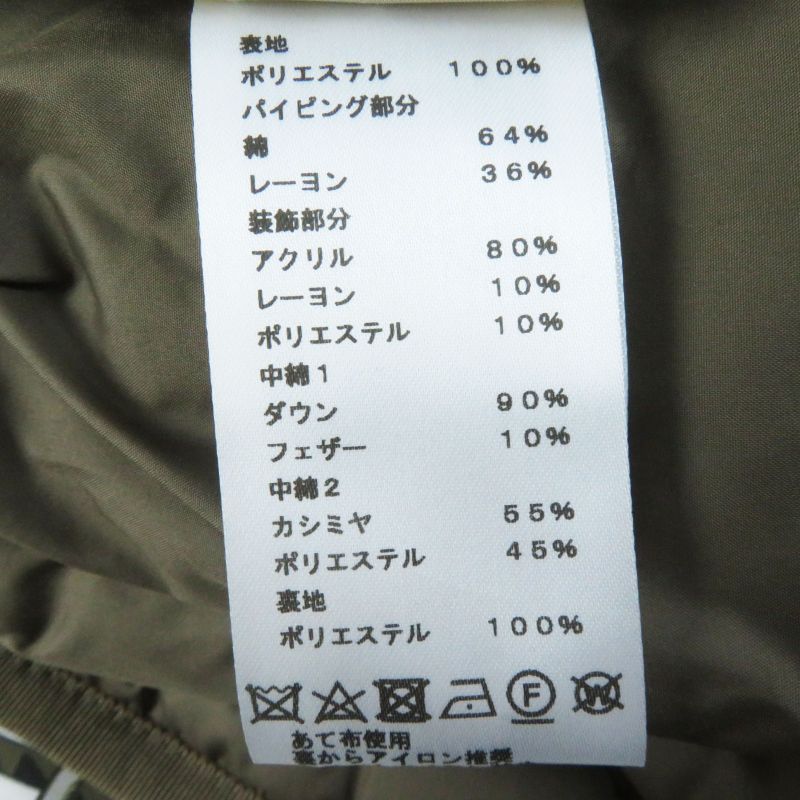 表地
ポリエステル 100%
パイピング部分
綿 64%
レーヨン 36%
装飾部分
アクリル 80%
レーヨン 10%
ポリエステル 10%
中綿1
ダウン 90%
フェザー 10%
中綿2
カシミヤ 55%
ポリエステル 45%
裏地
ポリエステル 100%
F W
あて布使用
裏からアイロン推奨